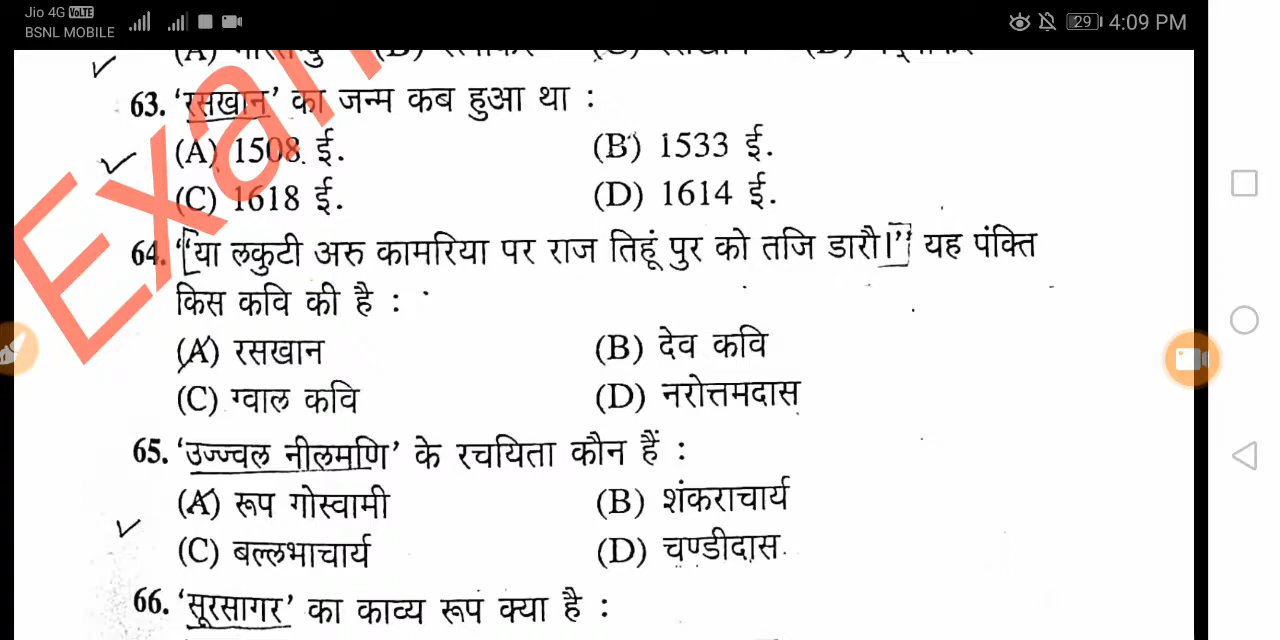 Jio 4G VoLTE
BSNL MOBILE
29 4:09 PM
63. 'रसखान' का जन्म कब हुआ था :
(A) 1508 ई. (B) 1533 ई.
(C) 1618 ई. (D) 1614 ई.
64. "या लकुटी अरु कामरिया पर राज तिहूं पुर को तजि डारौ।" यह पंक्ति
किस कवि की है :
(A) रसखान (B) देव कवि
(C) ग्वाल कवि (D) नरोत्तमदास
65. 'उज्ज्वल नीलमणि' के रचयिता कौन हैं :
(A) रूप गोस्वामी (B) शंकराचार्य
(C) बल्लभाचार्य (D) चण्डीदास
66. 'सूरसागर' का काव्य रूप क्या है :
Exam